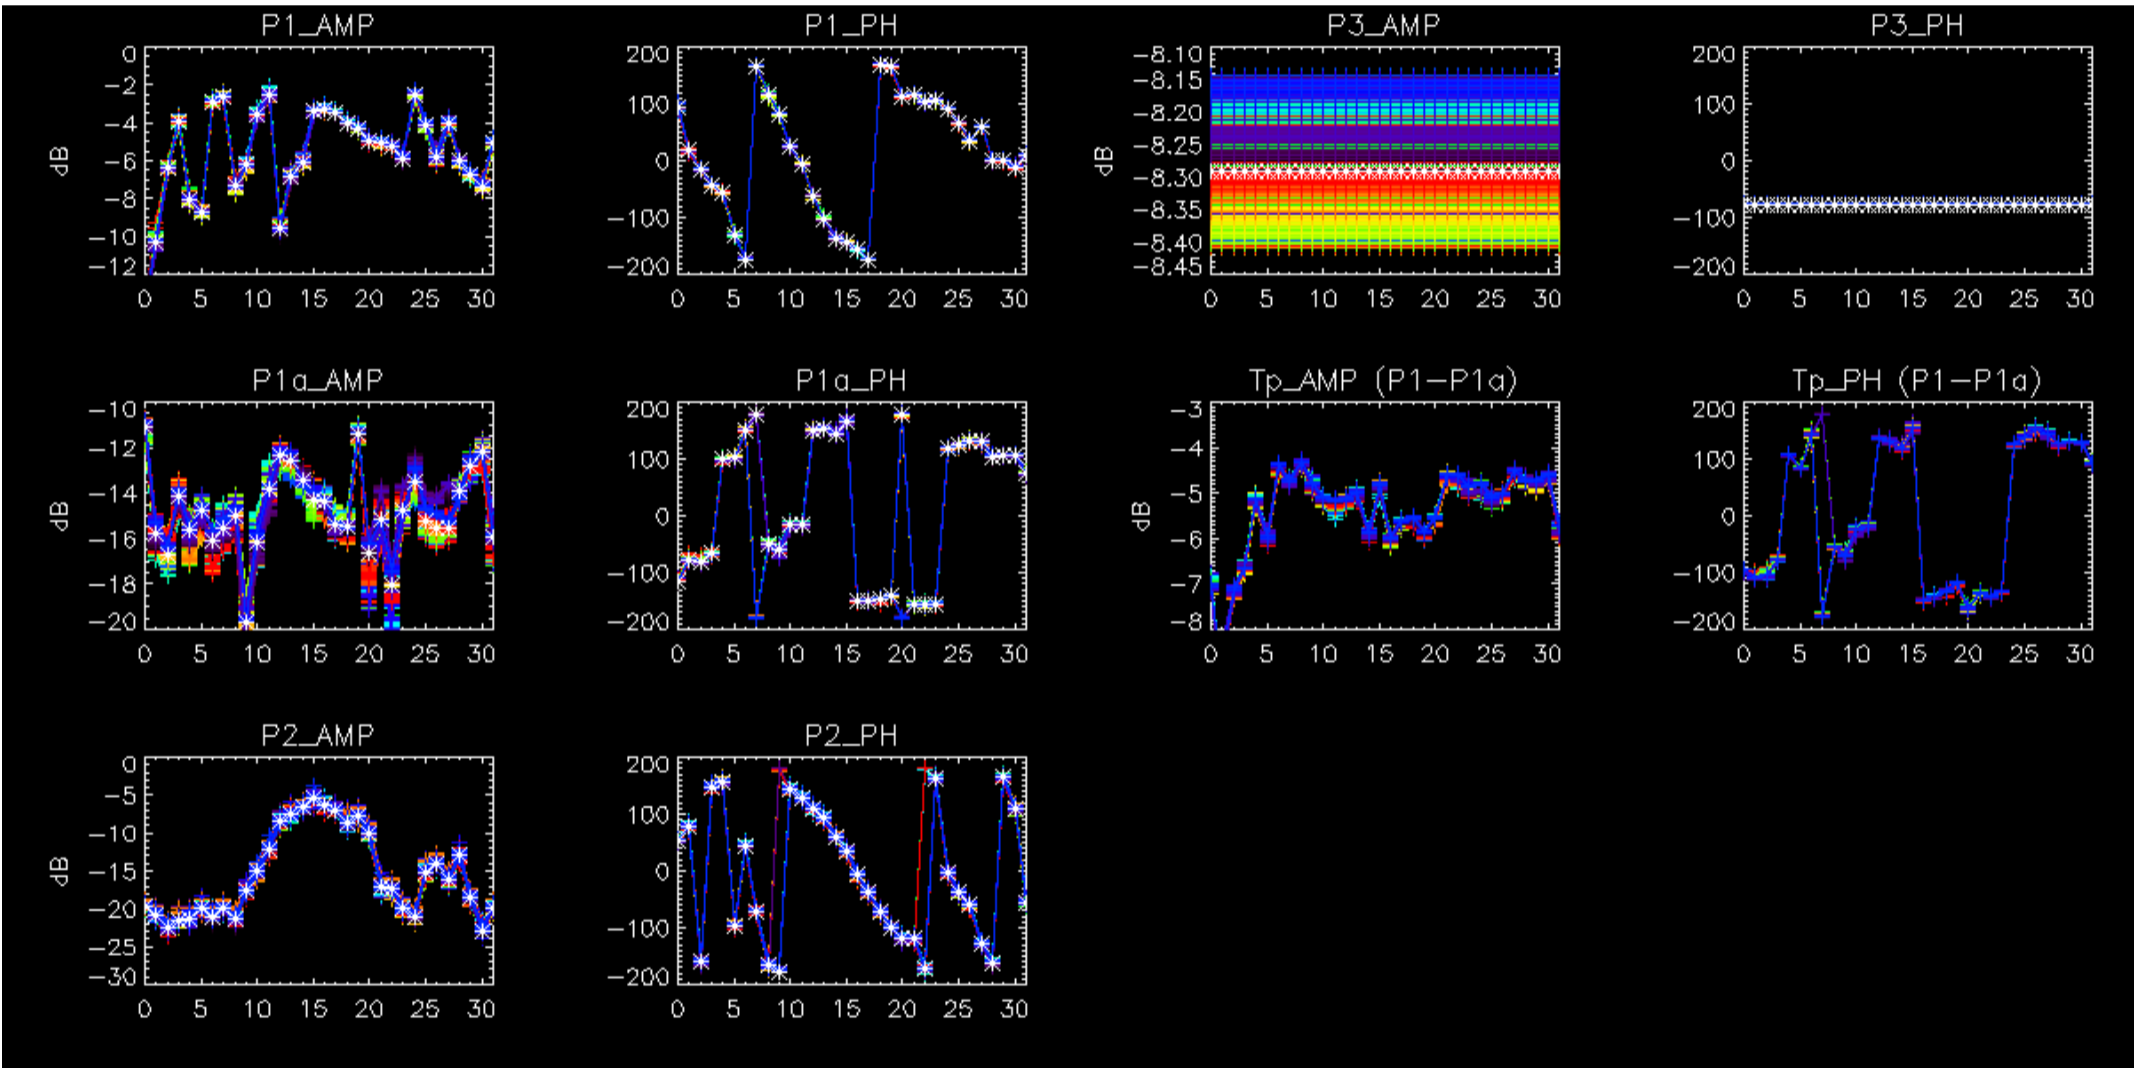 P1_AMP
dB
0
-2
-4
-6
-8
-10
-12
0 5 10 15 20 25 30
P1_PH
200
100
0
-100
-200
0 5 10 15 20 25 30
P3_AMP
dB
-8.10
-8.15
-8.20
-8.25
-8.30
-8.35
-8.40
-8.45
0 5 10 15 20 25 30
P3_PH
200
100
0
-100
-200
0 5 10 15 20 25 30
P1a_AMP
dB
-10
-12
-14
-16
-18
-20
0 5 10 15 20 25 30
P1a_PH
200
100
0
-100
-200
0 5 10 15 20 25 30
Tp_AMP (P1-P1a)
dB
-3
-4
-5
-6
-7
-8
0 5 10 15 20 25 30
Tp_PH (P1-P1a)
200
100
0
-100
-200
0 5 10 15 20 25 30
P2_AMP
dB
0
-5
-10
-15
-20
-25
-30
0 5 10 15 20 25 30
P2_PH
200
100
0
-100
-200
0 5 10 15 20 25 30